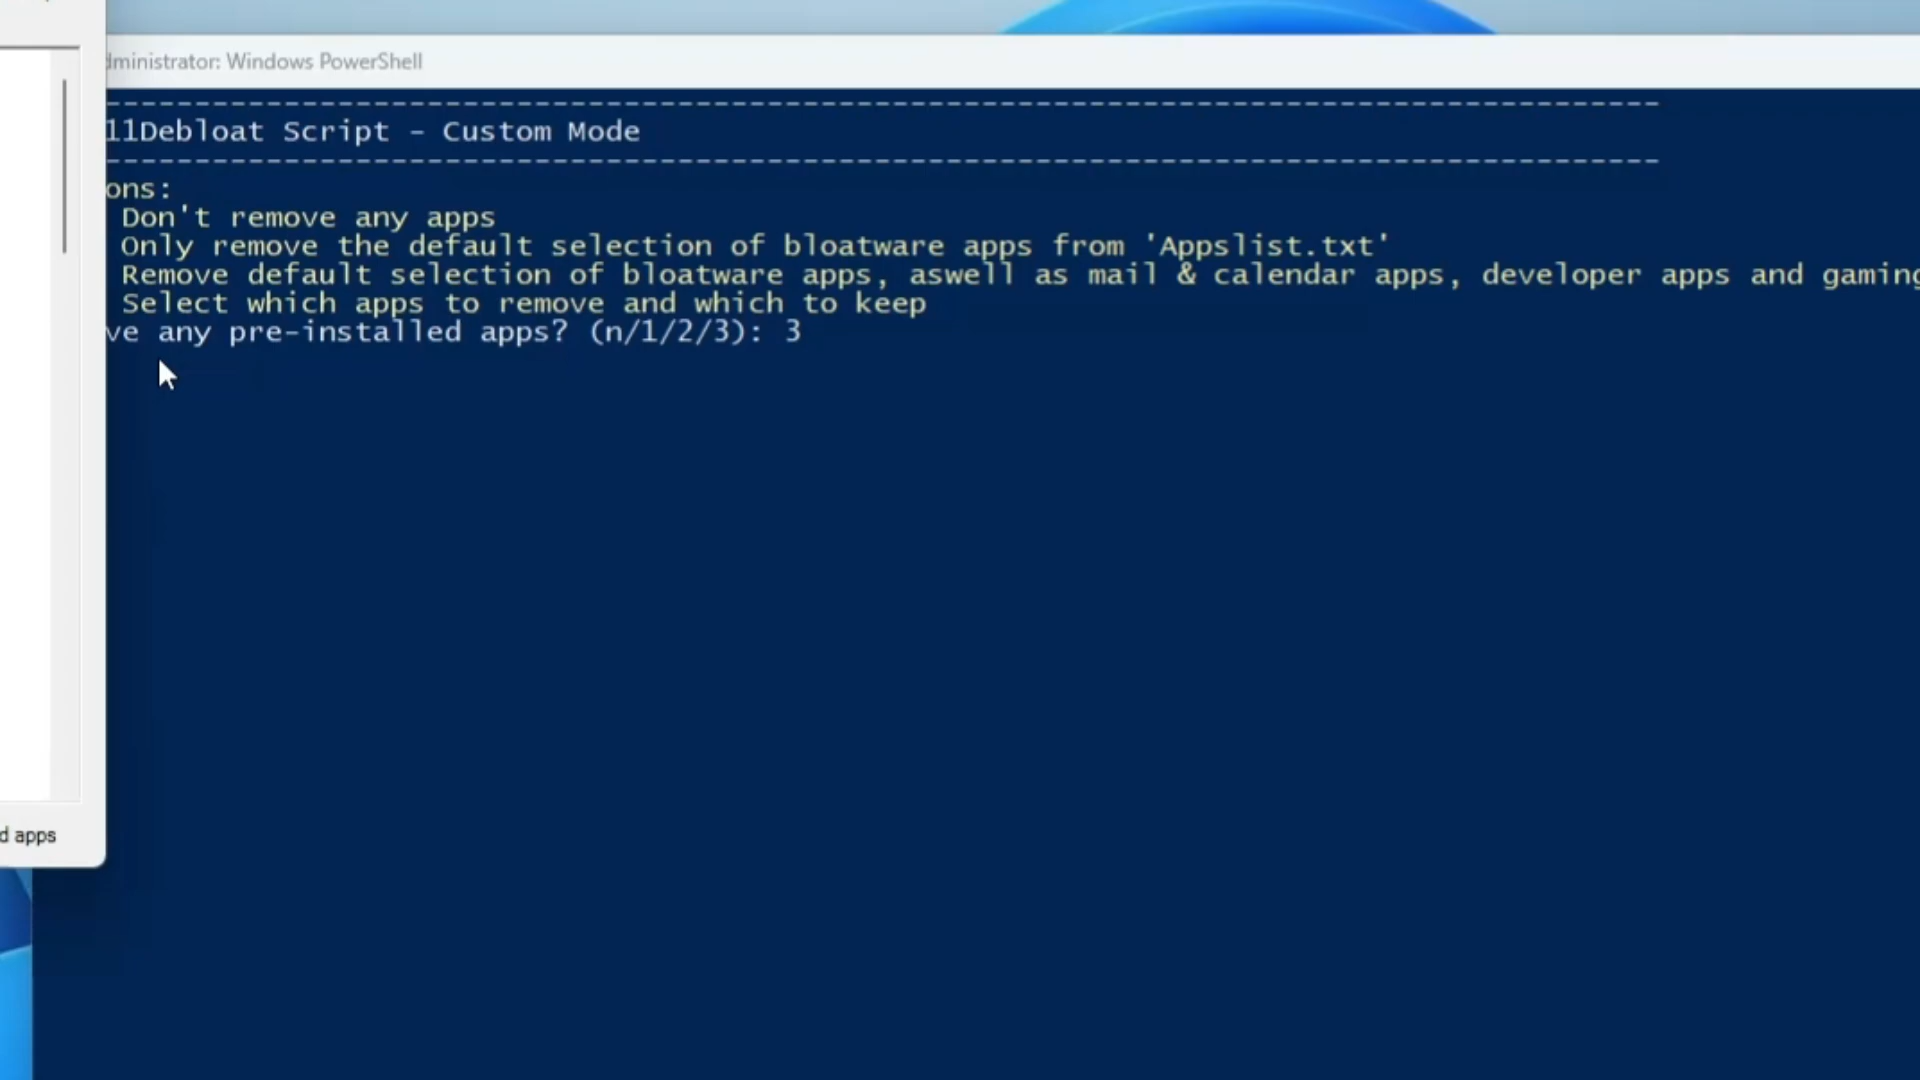 dministrator: Windows PowerShell
-------------------------------------------------------------------------------------------
11Debloat Script - Custom Mode
-------------------------------------------------------------------------------------------
ons:
Don't remove any apps
Only remove the default selection of bloatware apps from 'Appslist.txt'
Remove default selection of bloatware apps, aswell as mail & calendar apps, developer apps and gaming
Select which apps to remove and which to keep
ve any pre-installed apps? (n/1/2/3): 3
d apps